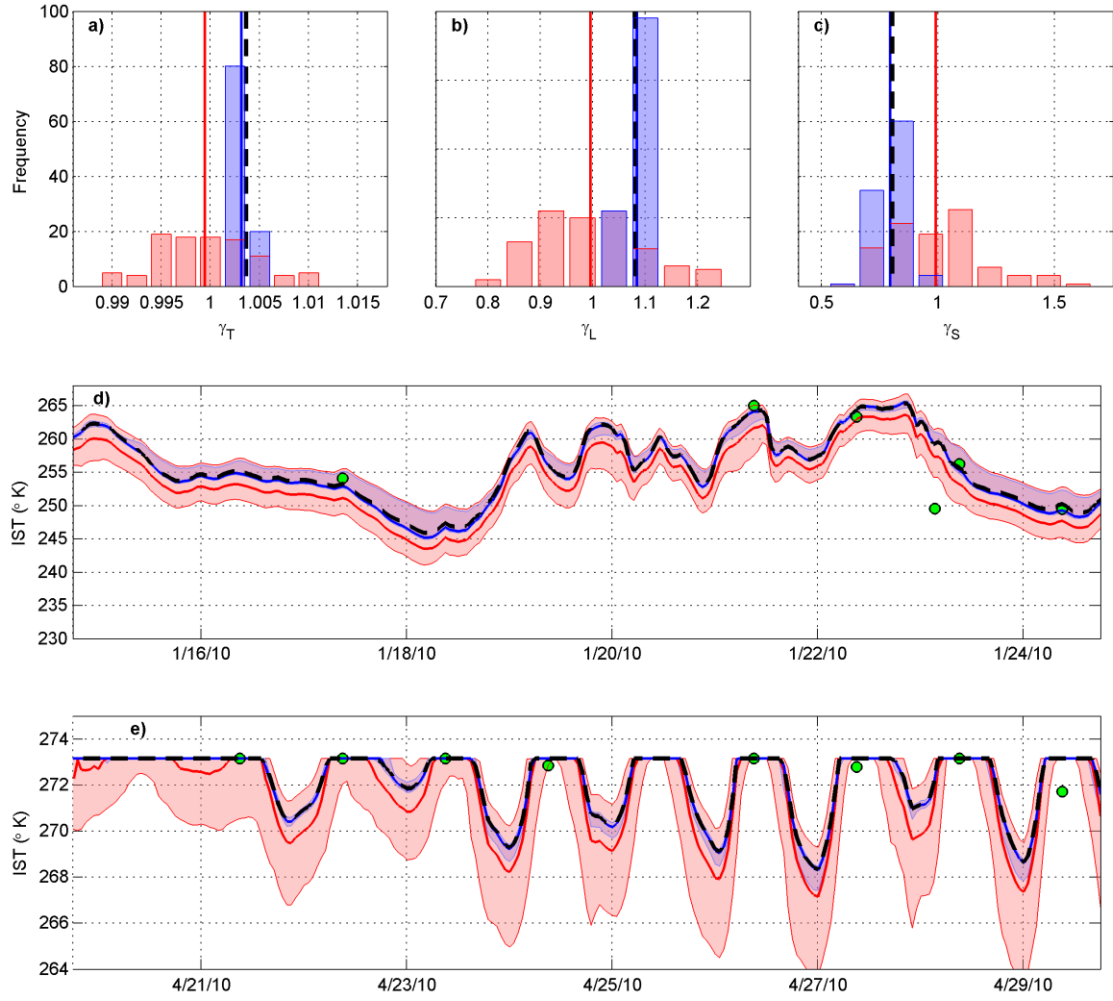 a)
b)
c)
100
80
60
40
20
0
Frequency
0.99 0.995 1 1.005 1.01 1.015
γT
0.7 0.8 0.9 1 1.1 1.2
γL
0.5 1 1.5
γS
d)
265
260
255
250
245
240
235
230
IST (° K)
1/16/10 1/18/10 1/20/10 1/22/10 1/24/10
e)
274
272
270
268
266
264
IST (° K)
4/21/10 4/23/10 4/25/10 4/27/10 4/29/10